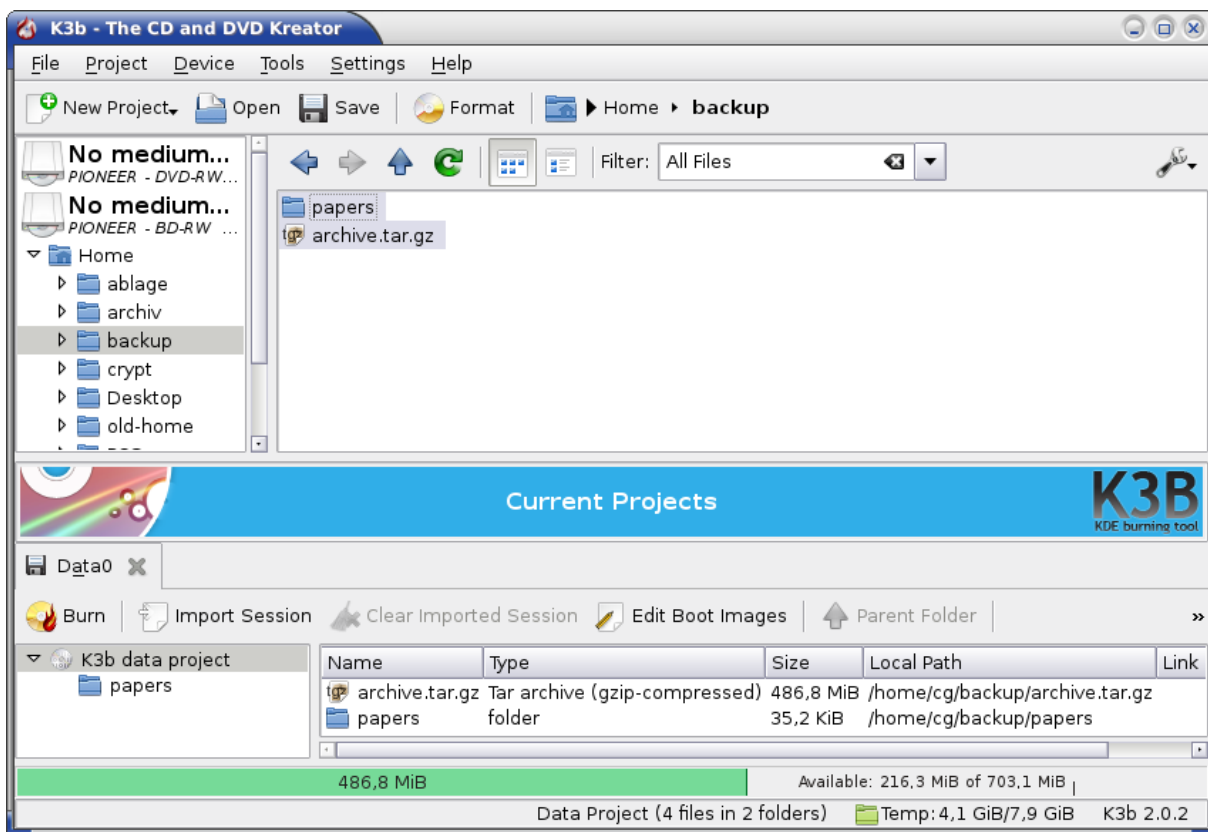 K3b - The CD and DVD Kreator
File Project Device Tools Settings Help
New Project Open Save Format Home backup
No medium...
PIONEER - DVD-RW...
No medium...
PIONEER - BD-RW ...
Home
ablage
archiv
backup
crypt
Desktop
old-home
Filter: All Files
papers
archive.tar.gz
Current Projects
K3B
KDE burning tool
Data0
Burn Import Session Clear Imported Session Edit Boot Images Parent Folder »
K3b data project
papers
Name Type Size Local Path Link
archive.tar.gz Tar archive (gzip-compressed) 486,8 MiB /home/cg/backup/archive.tar.gz
papers folder 35,2 KiB /home/cg/backup/papers
486,8 MiB Available: 216,3 MiB of 703,1 MiB
Data Project (4 files in 2 folders) Temp: 4,1 GiB/7,9 GiB K3b 2.0.2